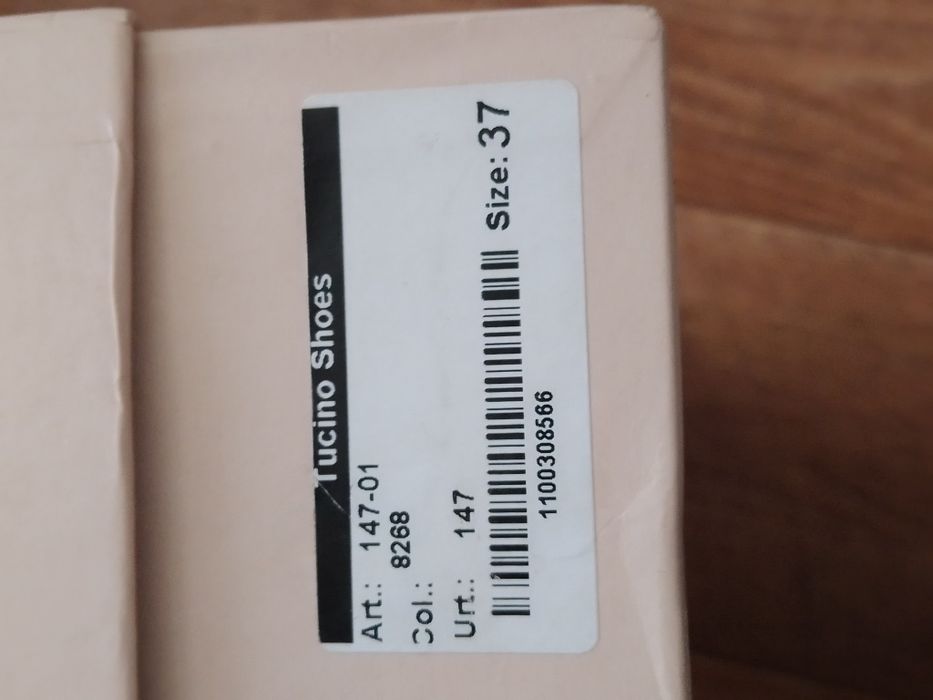 Tucino Shoes
Art.: 147-01
8268
Col.:
Urt.: 147
Size: 37
1100308566